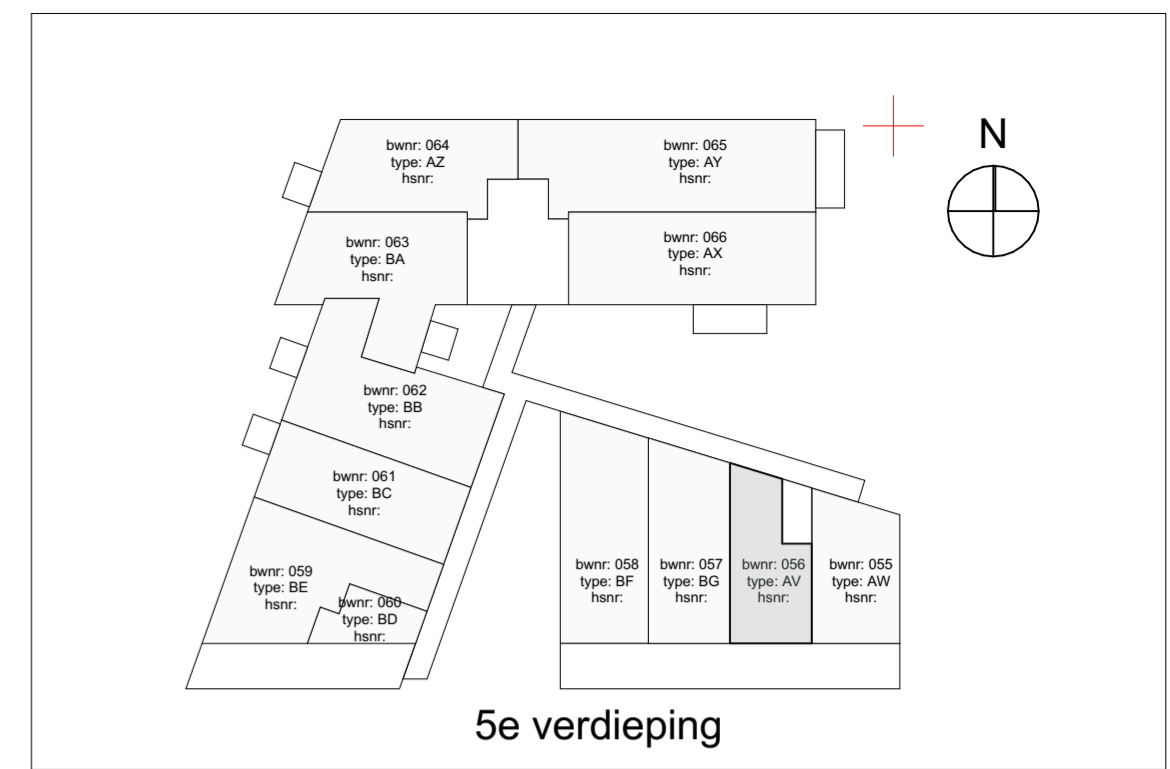 bwnr: 064
type: AZ
hsnr:
bwnr: 065
type: AY
hsnr:
N
bwnr: 063
type: BA
hsnr:
bwnr: 066
type: AX
hsnr:
bwnr: 062
type: BB
hsnr:
bwnr: 061
type: BC
hsnr:
bwnr: 059
type: BE
hsnr:
bwnr: 060
type: BD
hsnr:
bwnr: 058
type: BF
hsnr:
bwnr: 057
type: BG
hsnr:
bwnr: 056
type: AV
hsnr:
bwnr: 055
type: AW
hsnr:
5e verdieping